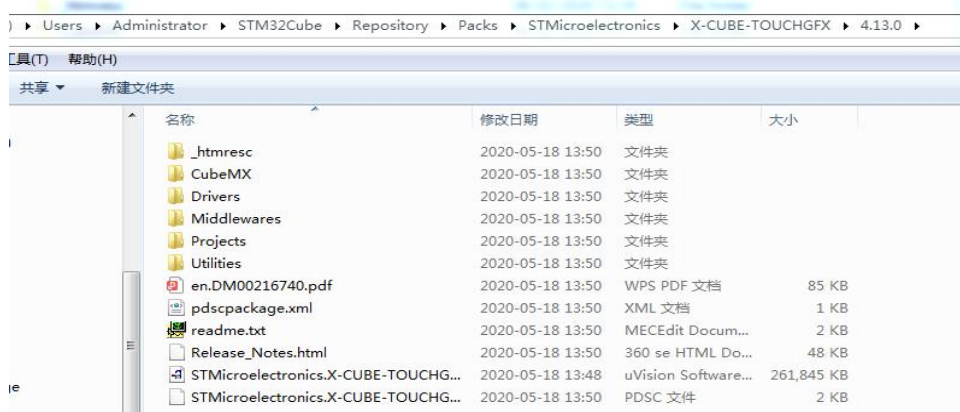 ) ▸ Users ▸ Administrator ▸ STM32Cube ▸ Repository ▸ Packs ▸ STMicroelectronics ▸ X-CUBE-TOUCHGFX ▸ 4.13.0 ▸
工具(T) 帮助(H)
共享 新建文件夹
名称 修改日期 类型 大小
_htmresc 2020-05-18 13:50 文件夹
CubeMX 2020-05-18 13:50 文件夹
Drivers 2020-05-18 13:50 文件夹
Middlewares 2020-05-18 13:50 文件夹
Projects 2020-05-18 13:50 文件夹
Utilities 2020-05-18 13:50 文件夹
en.DM00216740.pdf 2020-05-18 13:50 WPS PDF 文档 85 KB
pdscpackage.xml 2020-05-18 13:50 XML 文档 1 KB
readme.txt 2020-05-18 13:50 MECEdit Docum... 2 KB
Release_Notes.html 2020-05-18 13:50 360 se HTML Do... 48 KB
STMicroelectronics.X-CUBE-TOUCHG... 2020-05-18 13:48 uVision Software... 261,845 KB
STMicroelectronics.X-CUBE-TOUCHG... 2020-05-18 13:50 PDSC 文件 2 KB